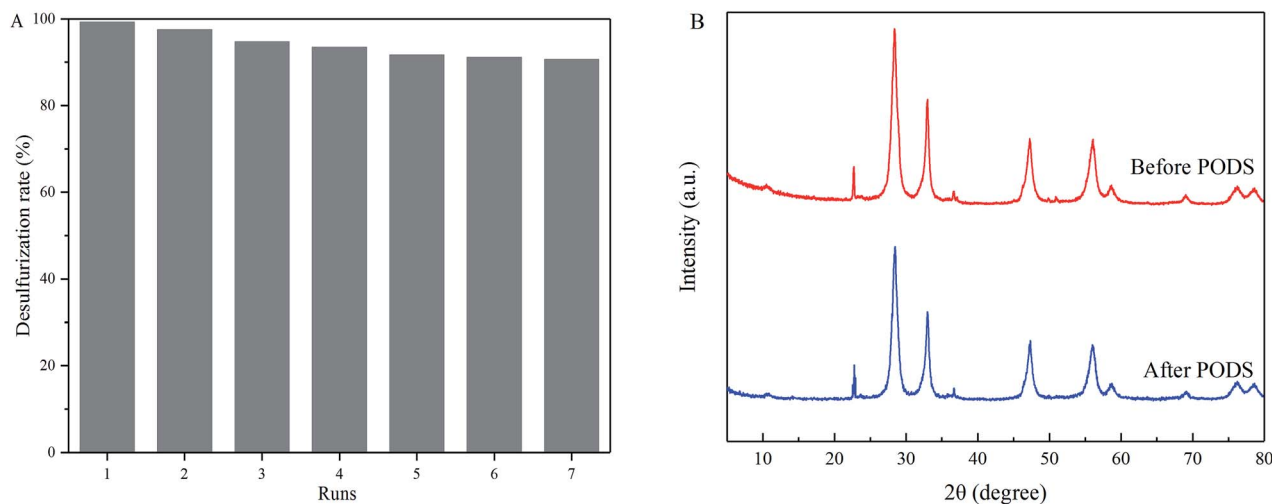 A
Desulfurization rate (%)
100
80
60
40
20
0
1 2 3 4 5 6 7
Runs
B
Intensity (a.u.)
Before PODS
After PODS
10 20 30 40 50 60 70 80
2θ (degree)